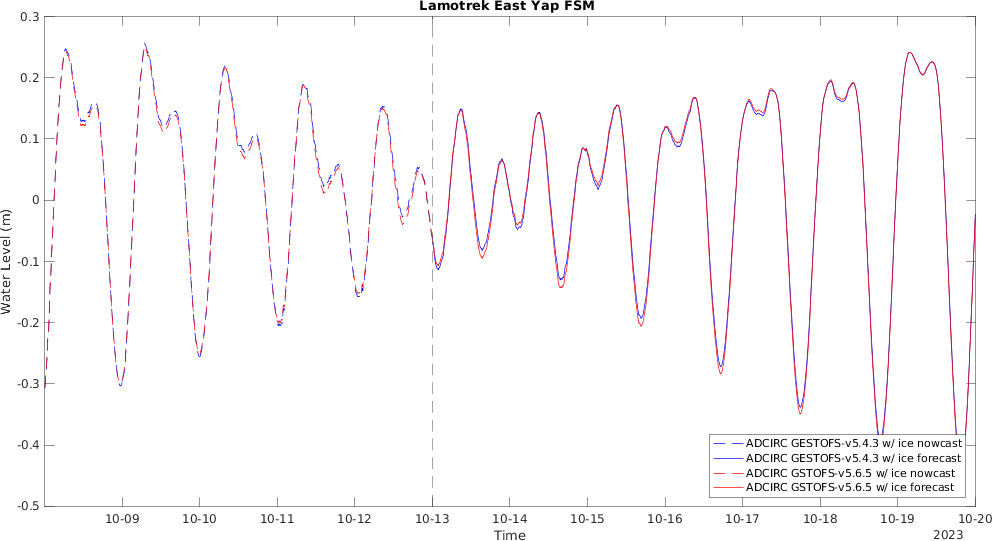 Lamotrek East Yap FSM
0.3
0.2
0.1
0
-0.1
-0.2
-0.3
-0.4
-0.5
Water Level (m)
ADCIRC GESTOFS-v5.4.3 w/ ice nowcast
ADCIRC GESTOFS-v5.4.3 w/ ice forecast
ADCIRC GSTOFS-v5.6.5 w/ ice nowcast
ADCIRC GSTOFS-v5.6.5 w/ ice forecast
10-09 10-10 10-11 10-12 10-13 10-14 10-15 10-16 10-17 10-18 10-19 10-20
Time
2023